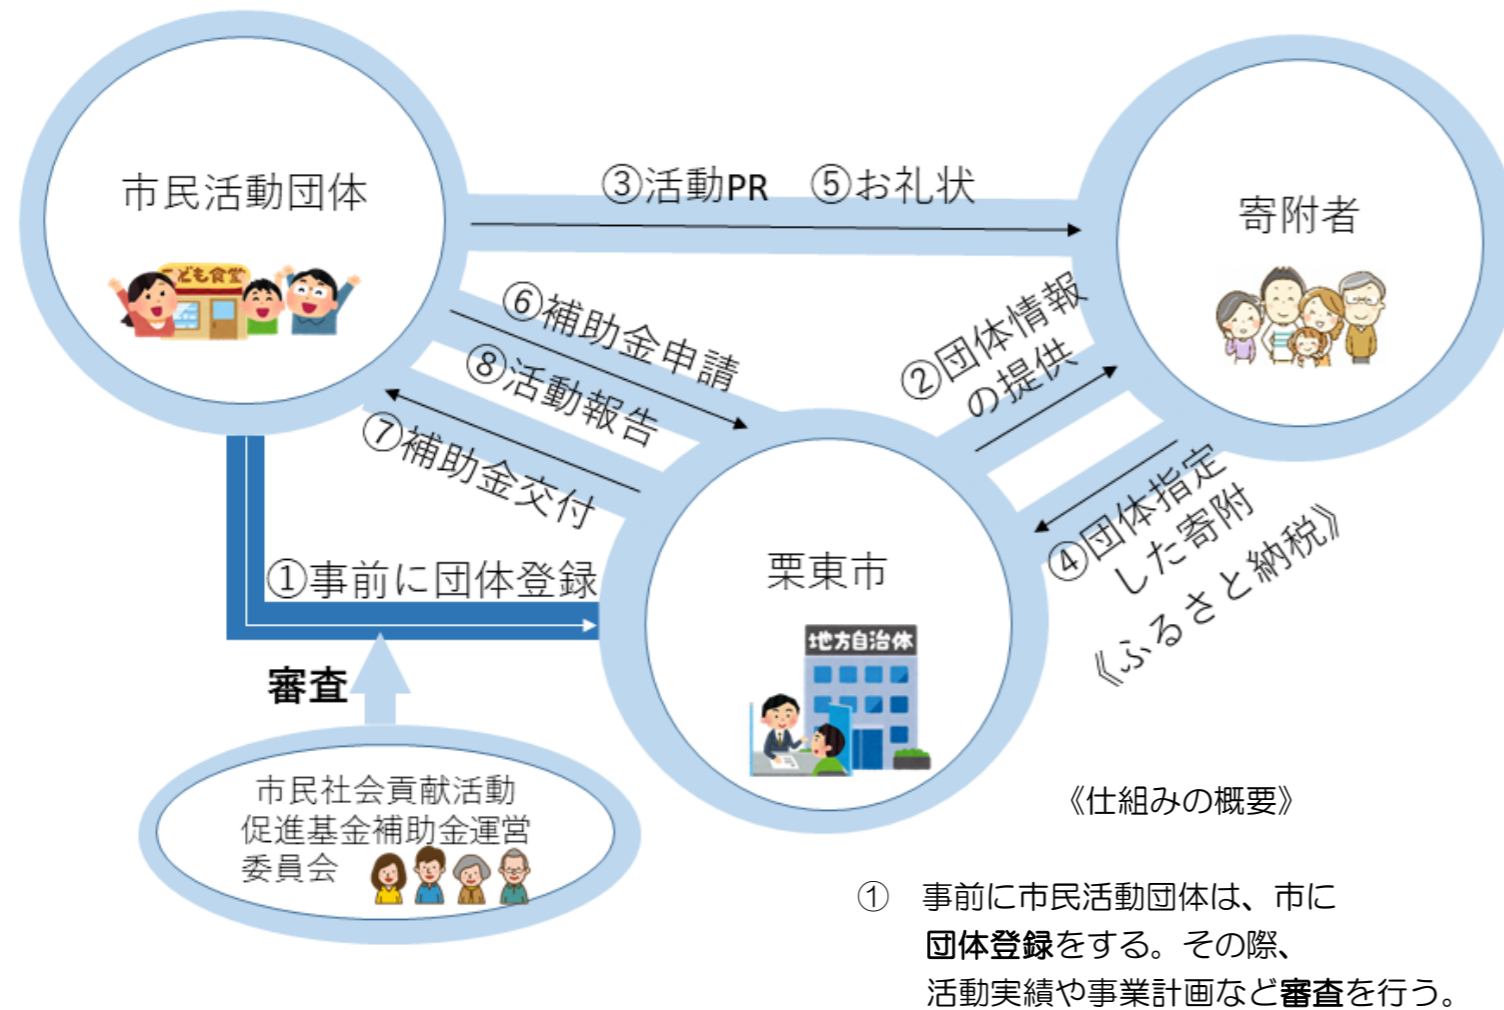 市民活動団体
こども食堂
③活動PR　⑤お礼状
寄附者
⑥補助金申請
⑧活動報告
⑦補助金交付
②団体情報
の提供
④団体指定
した寄附
《ふるさと納税》
①事前に団体登録
栗東市
地方自治体
審査
市民社会貢献活動
促進基金補助金運営
委員会
《仕組みの概要》
①　事前に市民活動団体は、市に
団体登録をする。その際、
活動実績や事業計画など審査を行う。